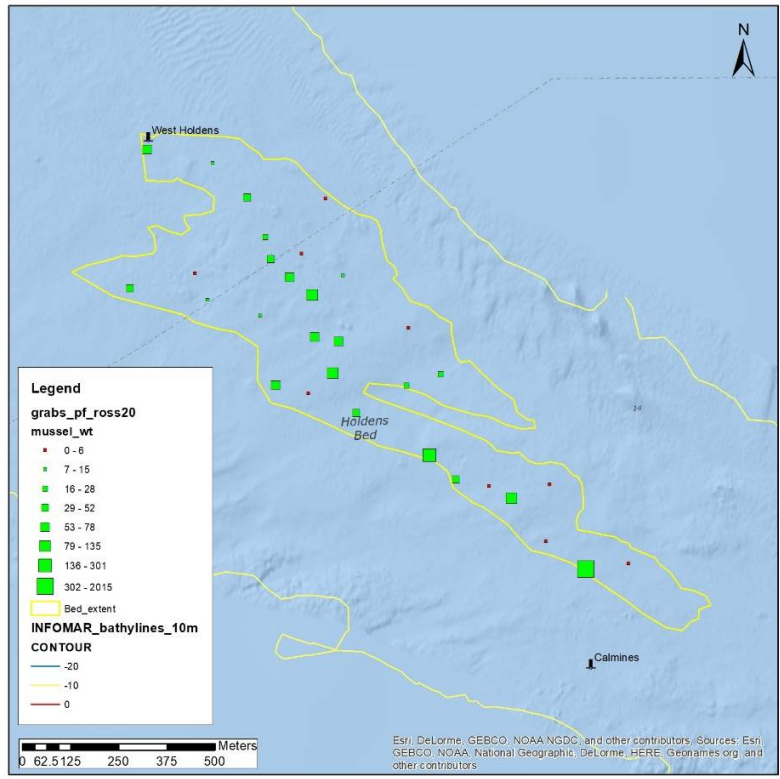 N
West Holdens
14
Holdens
Bed
Calmines
Legend
grabs_pf_ross20
mussel_wt
0 - 6
7 - 15
16 - 28
29 - 52
53 - 78
79 - 135
136 - 301
302 - 2015
Bed_extent
INFOMAR_bathylines_10m
CONTOUR
-20
-10
0
Meters
0 62.5 125 250 375 500
Esri, DeLorme, GEBCO, NOAA NGDC, and other contributors, Sources: Esri,
GEBCO, NOAA, National Geographic, DeLorme, HERE, Geonames.org, and
other contributors